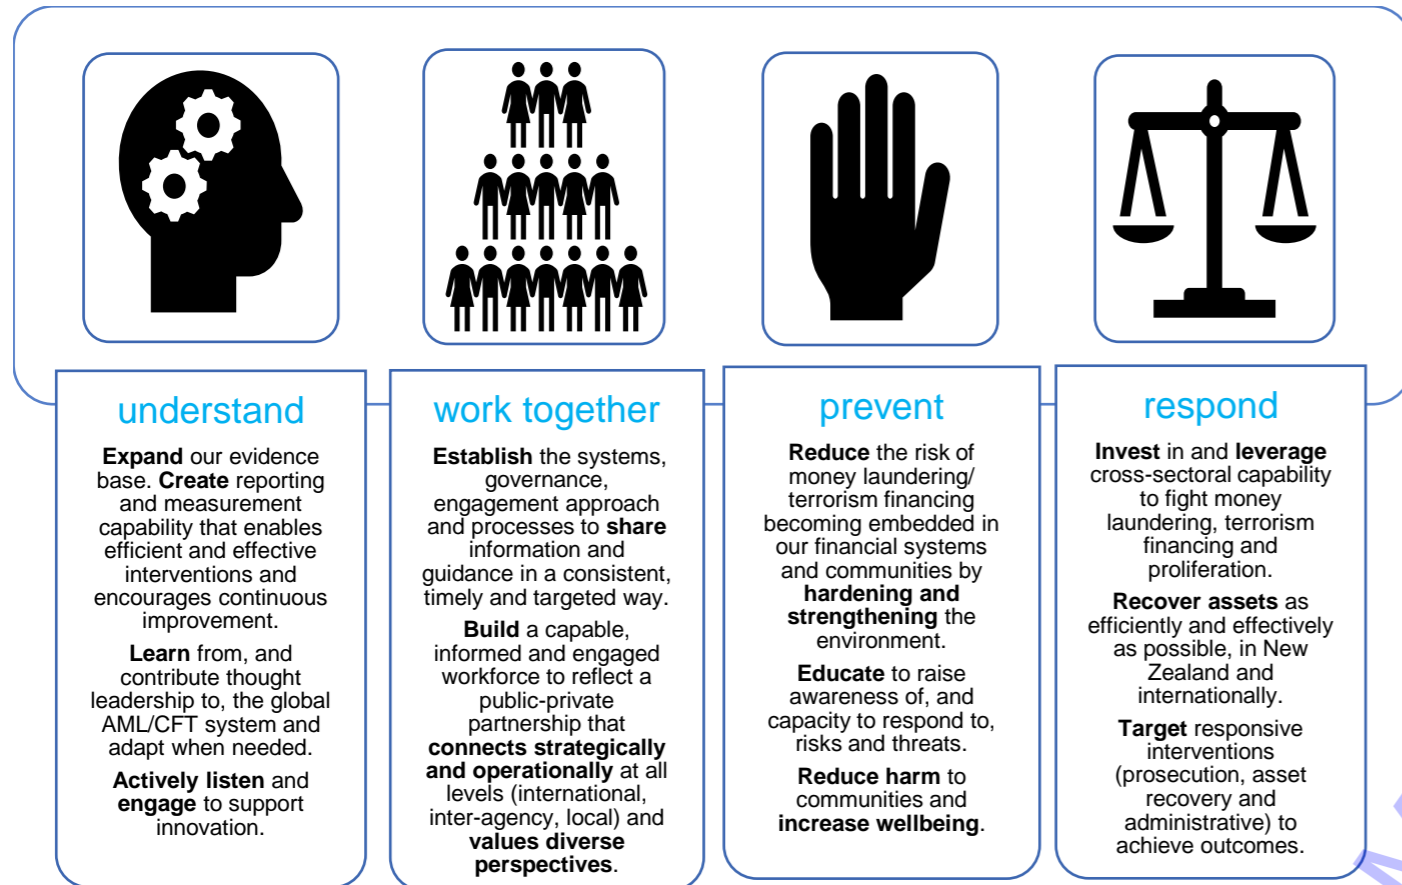 understand
Expand our evidence
base. Create reporting
and measurement
capability that enables
efficient and effective
interventions and
encourages continuous
improvement.
Learn from, and
contribute thought
leadership to, the global
AML/CFT system and
adapt when needed.
Actively listen and
engage to support
innovation.
work together
Establish the systems,
governance,
engagement approach
and processes to share
information and
guidance in a consistent,
timely and targeted way.
Build a capable,
informed and engaged
workforce to reflect a
public-private
partnership that
connects strategically
and operationally at all
levels (international,
inter-agency, local) and
values diverse
perspectives.
prevent
Reduce the risk of
money laundering/
terrorism financing
becoming embedded in
our financial systems
and communities by
hardening and
strengthening the
environment.
Educate to raise
awareness of, and
capacity to respond to,
risks and threats.
Reduce harm to
communities and
increase wellbeing.
respond
Invest in and leverage
cross-sectoral capability
to fight money
laundering, terrorism
financing and
proliferation.
Recover assets as
efficiently and effectively
as possible, in New
Zealand and
internationally.
Target responsive
interventions
(prosecution, asset
recovery and
administrative) to
achieve outcomes.